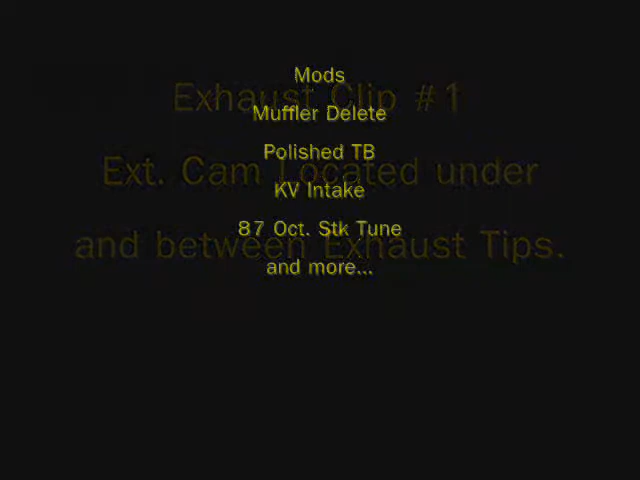 Mods
Muffler Delete
Polished TB
KV Intake
87 Oct. Stk Tune
and more...
Exhaust Clip #1
Ext. Cam Located under
and between Exhaust Tips.